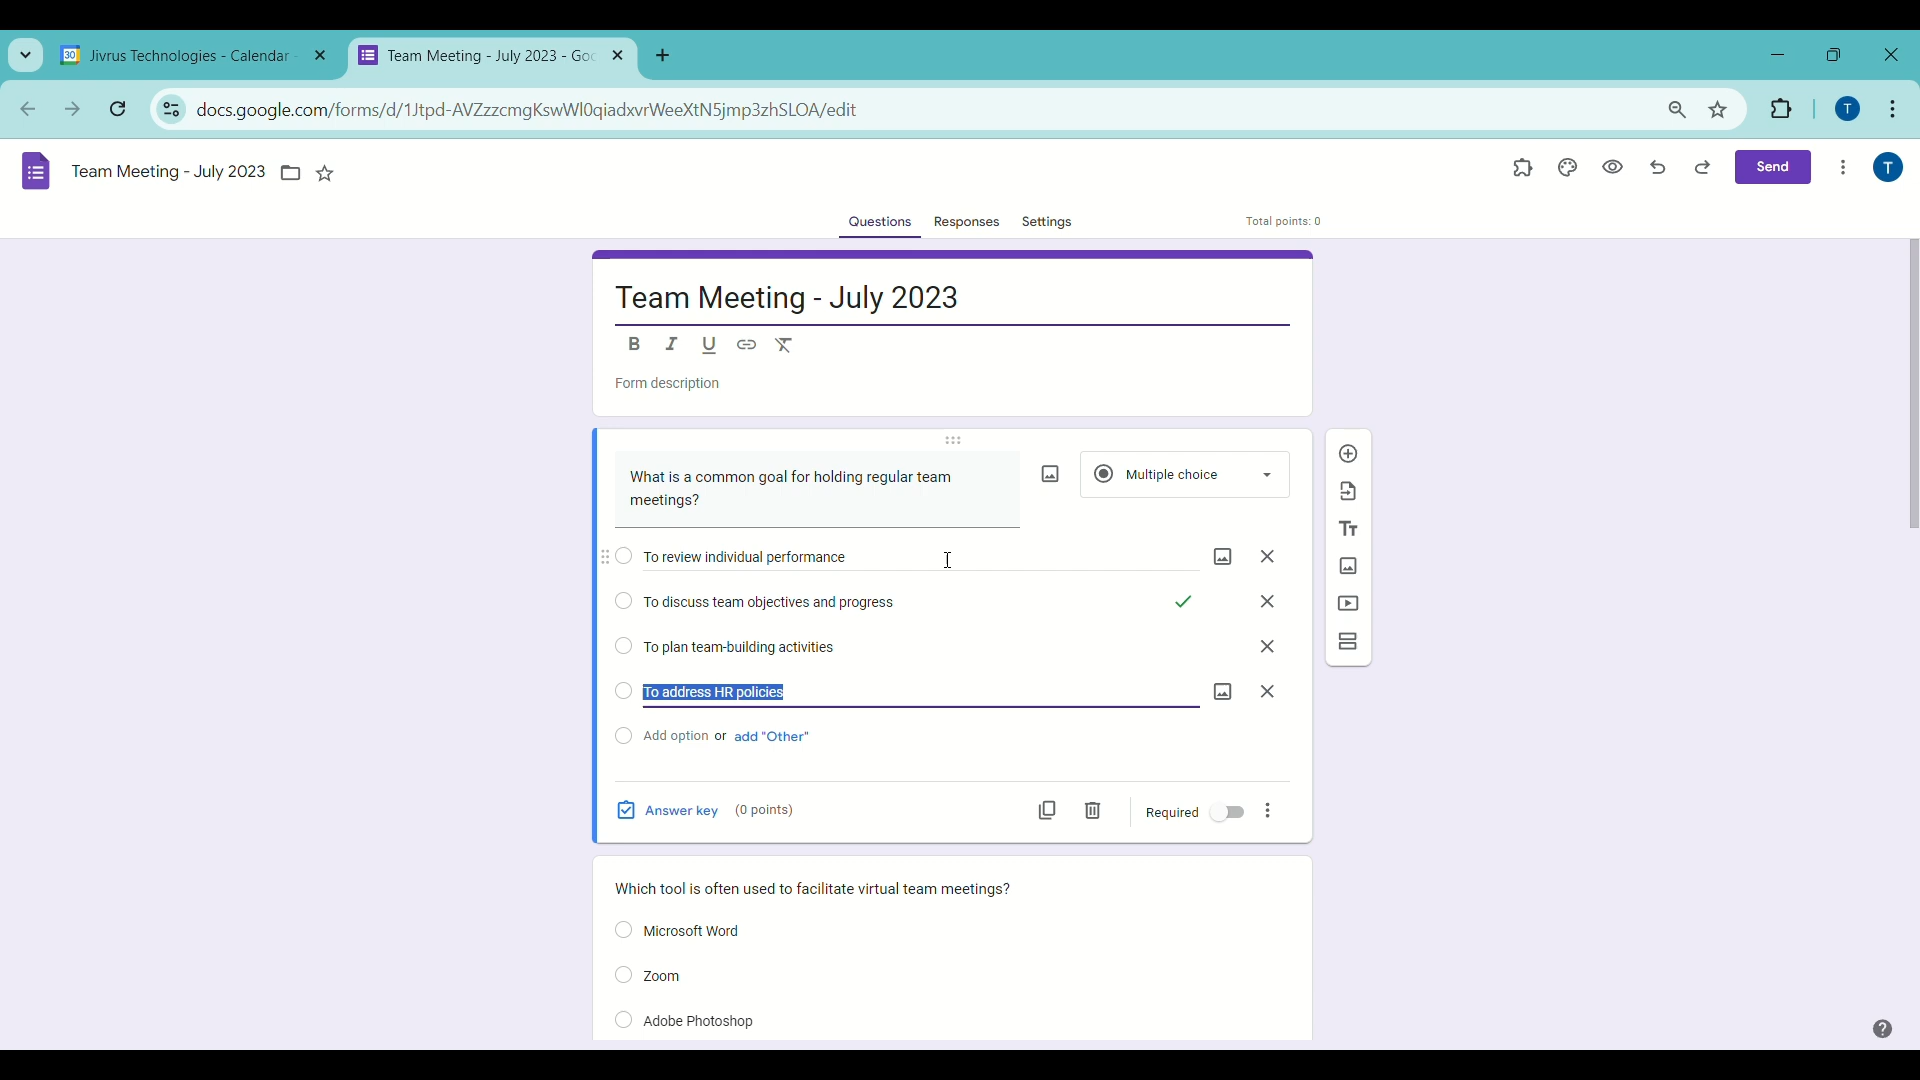 Jivrus Technologies - Calendar -
Team Meeting - July 2023 - Goo
docs.google.com/forms/d/1Jtpd-AVZzzcmgKswWl0qiadxvrWeeXtN5jmp3zhSLOA/edit
T
Team Meeting - July 2023
Send
T
Questions Responses Settings
Total points: 0
Team Meeting - July 2023
B I U
Form description
What is a common goal for holding regular team
meetings?
Multiple choice
To review individual performance
To discuss team objectives and progress
To plan team-building activities
To address HR policies
Add option or add "Other"
Answer key (0 points)
Required
Which tool is often used to facilitate virtual team meetings?
Microsoft Word
Zoom
Adobe Photoshop